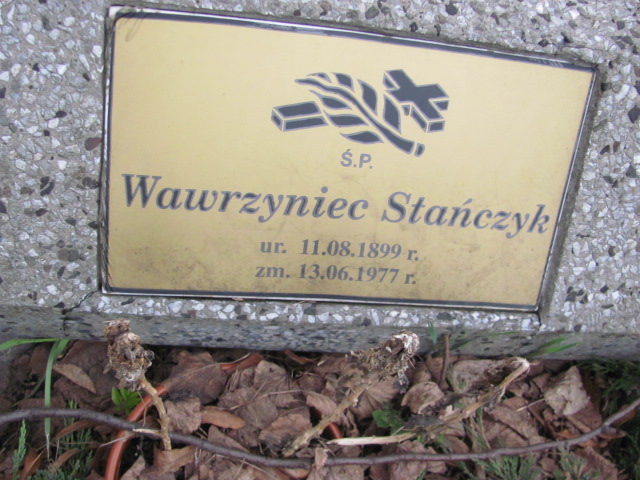 Ś.P.
Wawrzyniec Stańczyk
ur. 11.08.1899 r.
zm. 13.06.1977 r.